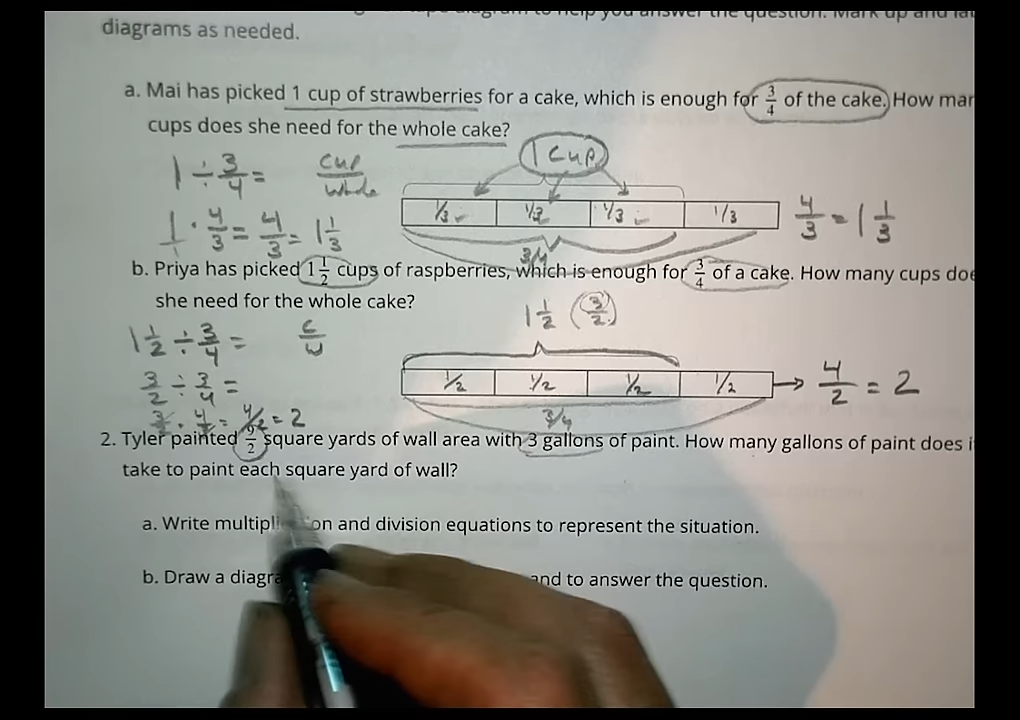 diagrams as needed.
a. Mai has picked 1 cup of strawberries for a cake, which is enough for 3/4 of the cake. How
cups does she need for the whole cake?
1 ÷ 3/4 = cup/whole
1 cup
1/3 1/3 1/3 1/3
4/3 = 1 1/3
1/1 · 4/3 = 4/3 = 1 1/3
3/4
b. Priya has picked 1 1/2 cups of raspberries, which is enough for 3/4 of a cake. How many cups
she need for the whole cake?
1 1/2 (3/2)
1 1/2 ÷ 3/4 = c/w
3/2 ÷ 3/4 =
1/2 1/2 1/2 1/2
4/2 = 2
3/2 · 4/3 = 4/2 = 2
3/4
2. Tyler painted 9/2 square yards of wall area with 3 gallons of paint. How many gallons of paint does
take to paint each square yard of wall?
a. Write and division equations to represent the situation.
b. Draw a and to answer the question.